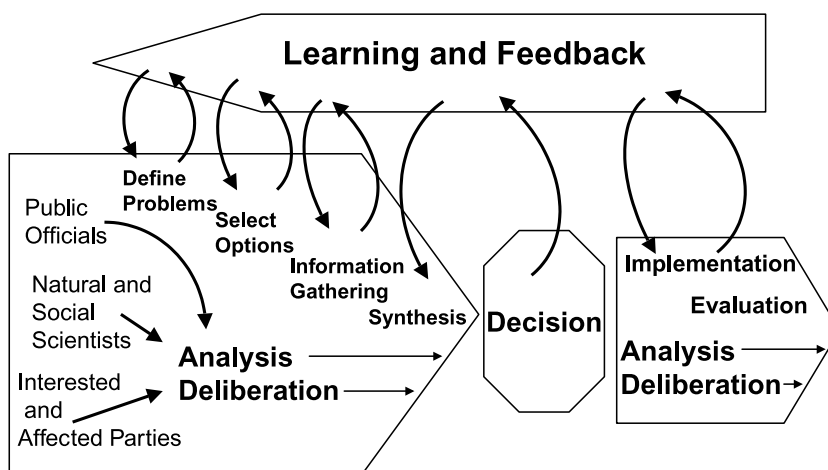 Learning and Feedback
Define
Problems
Public
Officials
Select
Options
Information
Gathering
Synthesis
Natural and
Social
Scientists
Analysis
Deliberation
Interested
and
Affected Parties
Decision
Implementation
Evaluation
Analysis
Deliberation